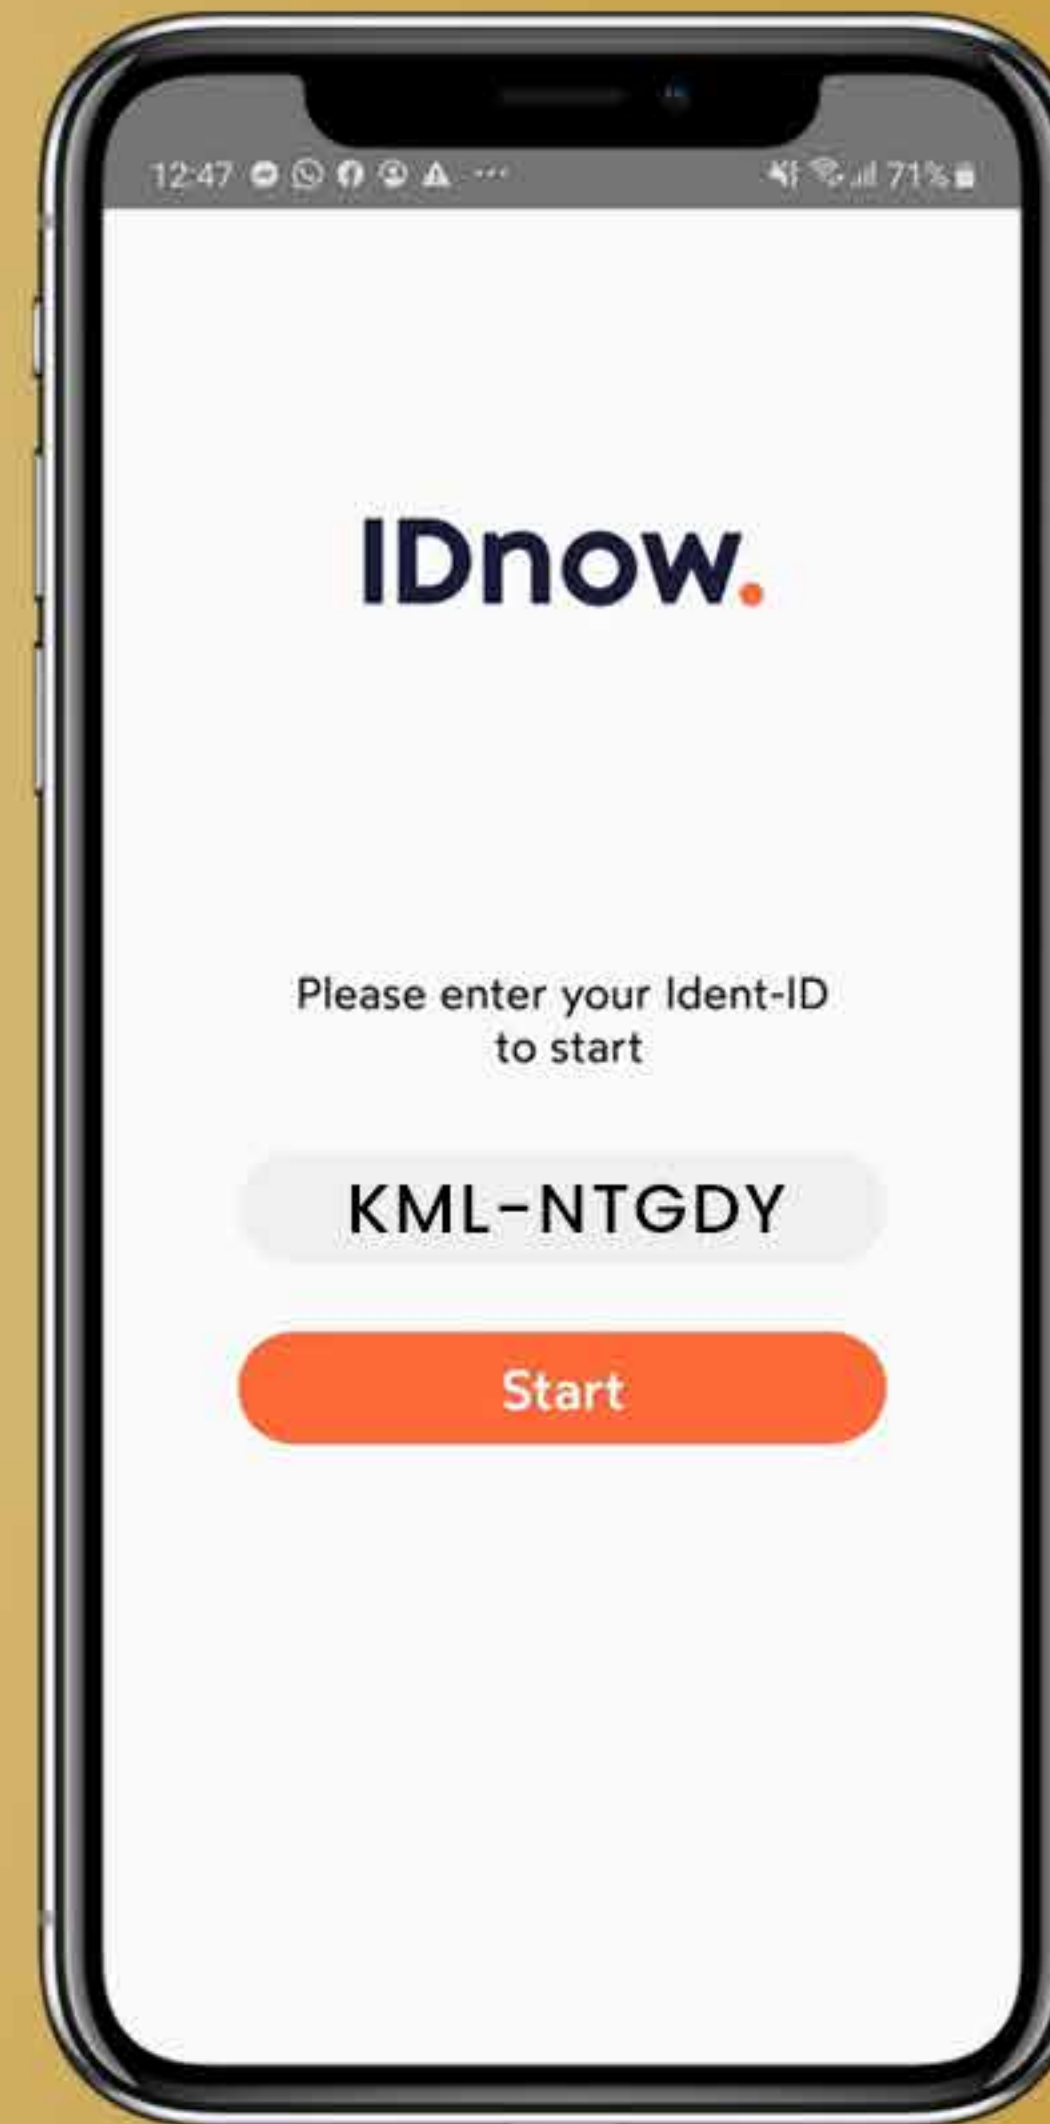 12:47
71%
IDnow.
Please enter your Ident-ID
to start
KML-NTGDY
Start